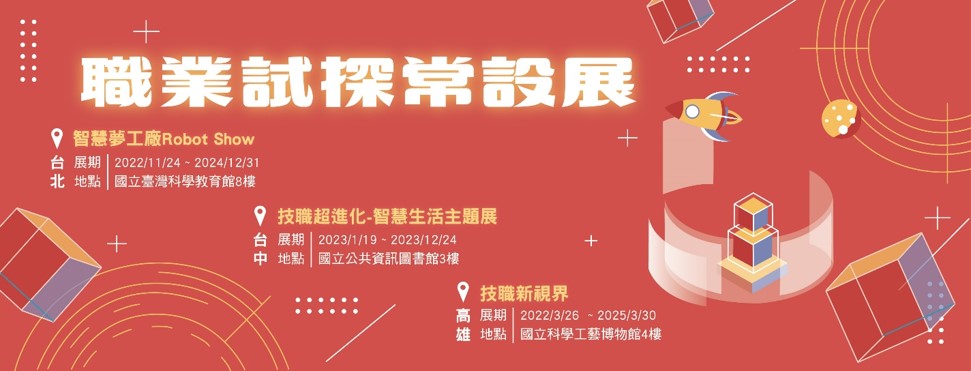 職業試探常設展
智慧夢工廠Robot Show
台北
展期 2022/11/24 ~ 2024/12/31
地點 國立臺灣科學教育館8樓
技職超進化-智慧生活主題展
台中
展期 2023/1/19 ~ 2023/12/24
地點 國立公共資訊圖書館3樓
技職新視界
高雄
展期 2022/3/26 ~ 2025/3/30
地點 國立科學工藝博物館4樓